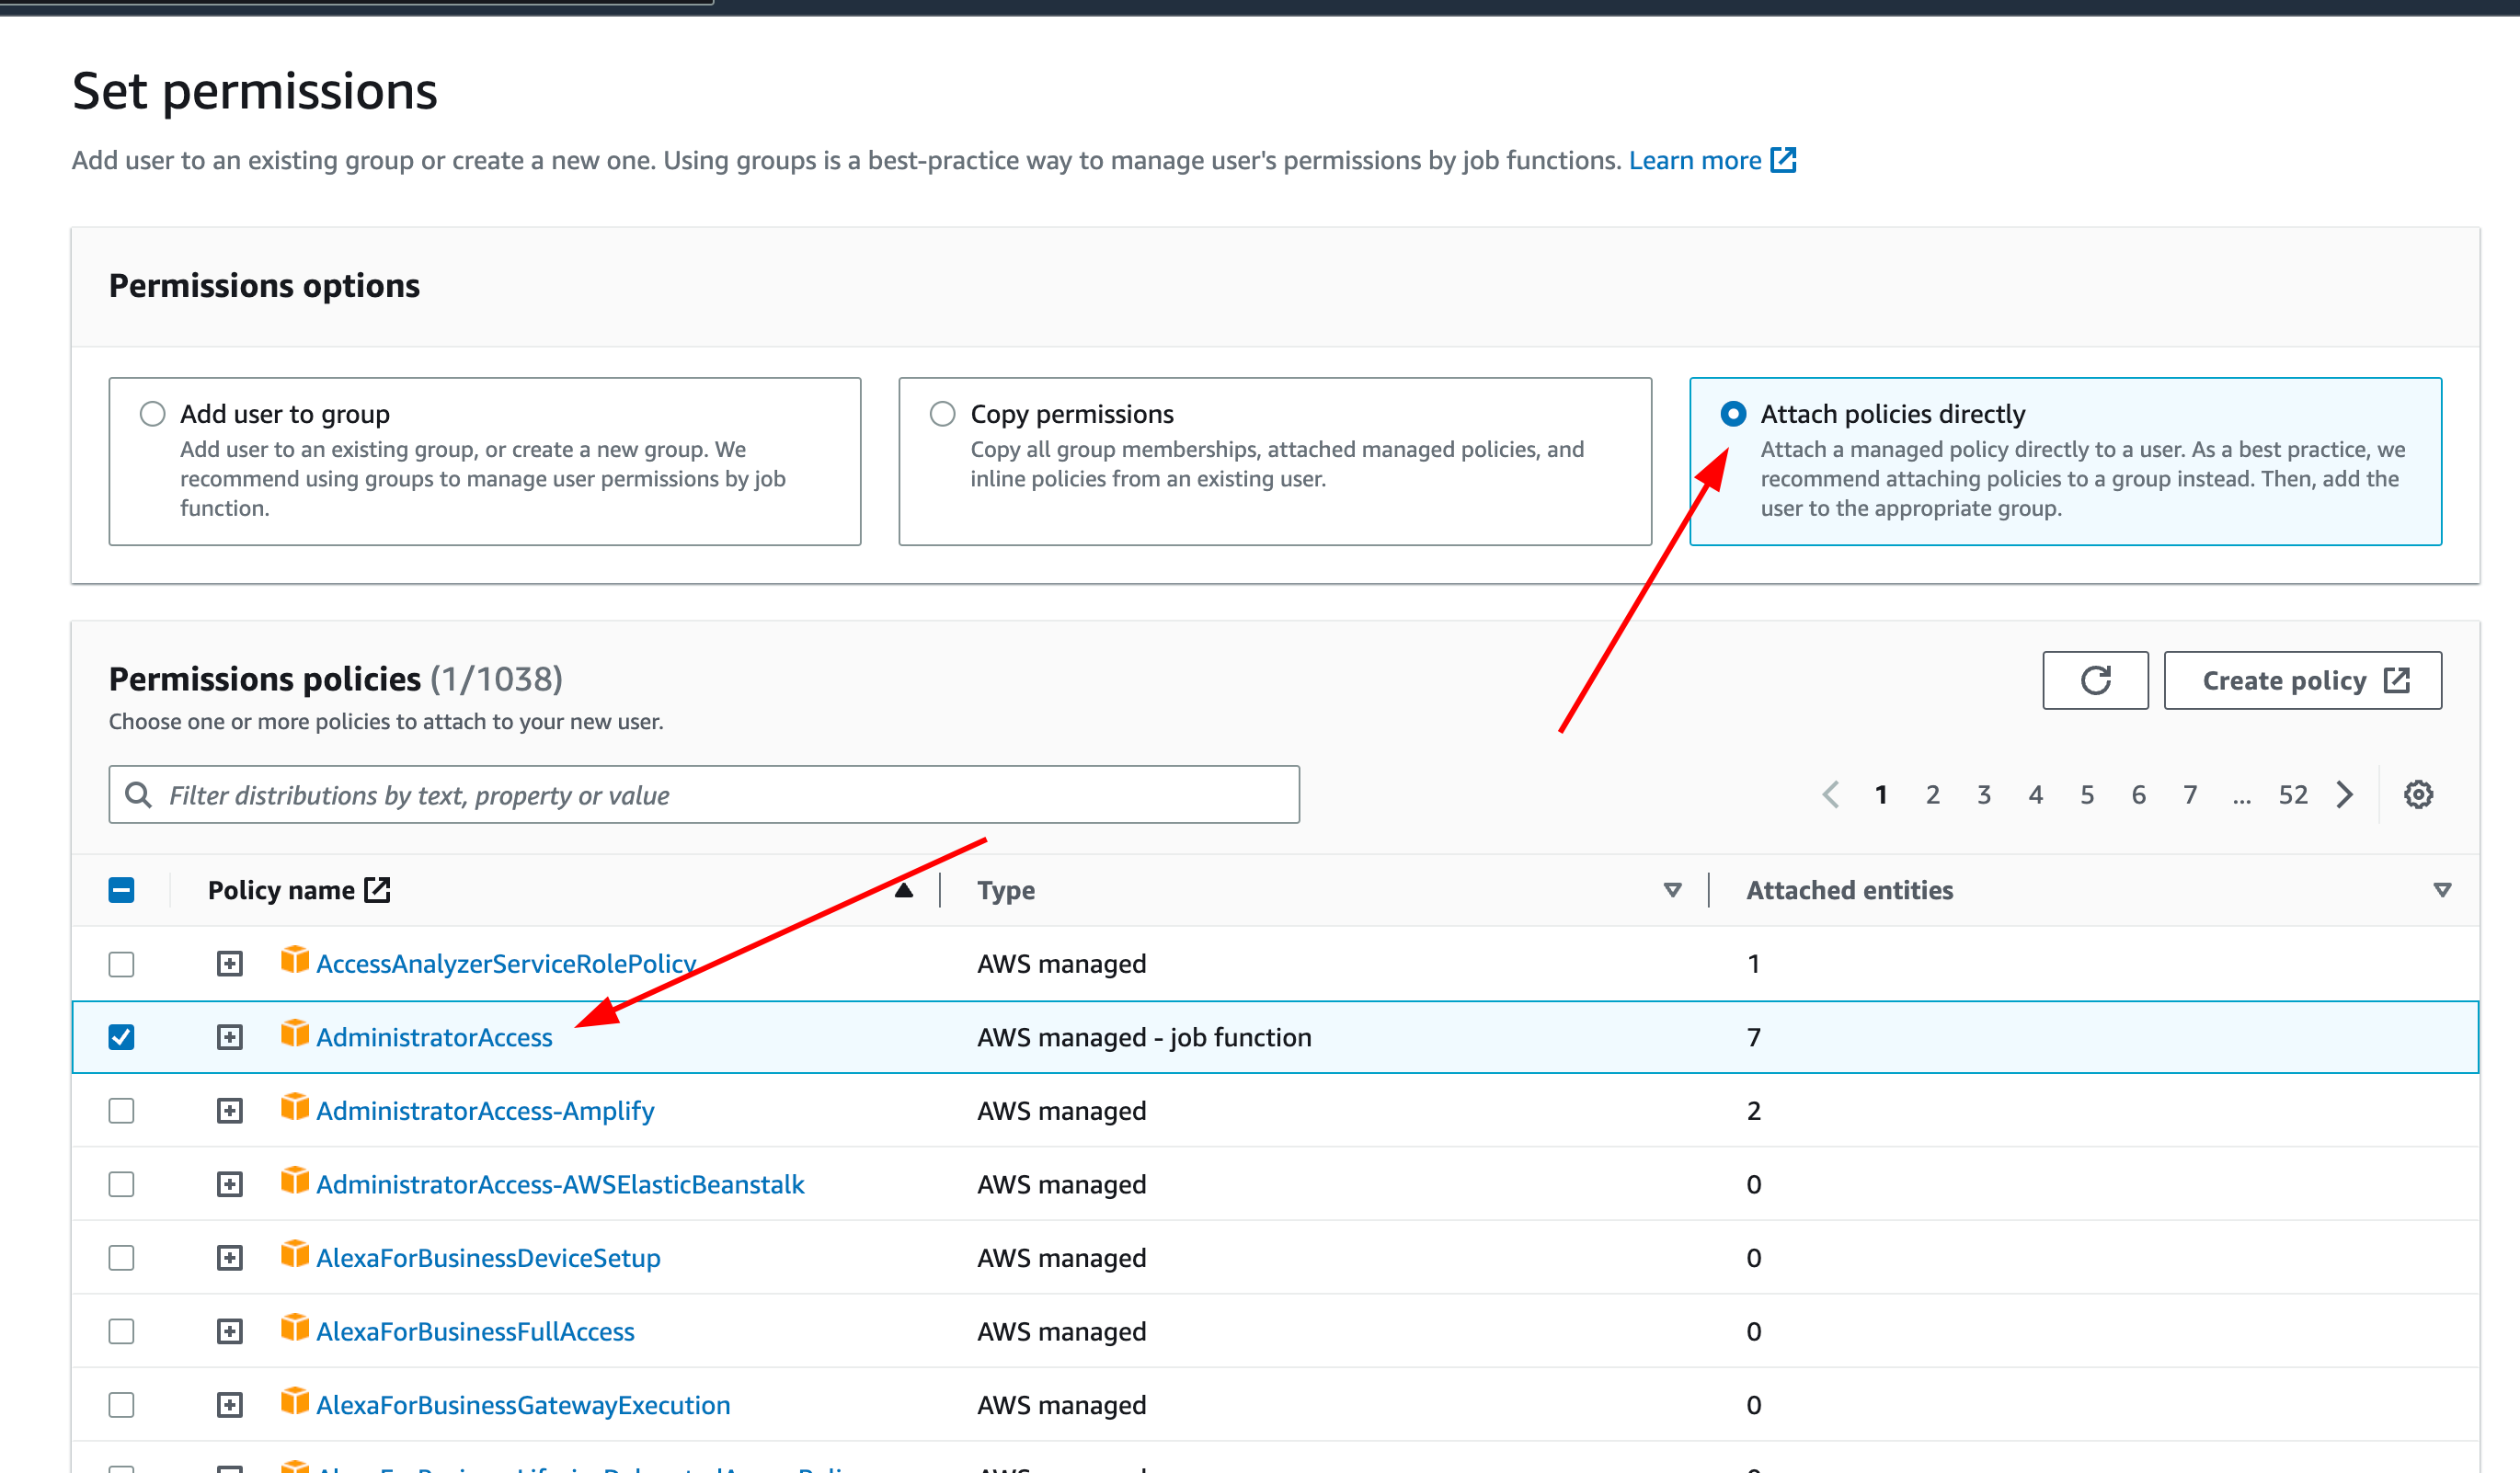 Set permissions
Add user to an existing group or create a new one. Using groups is a best-practice way to manage user's permissions by job functions. Learn more
Permissions options
Add user to group
Add user to an existing group, or create a new group. We
recommend using groups to manage user permissions by job
function.
Copy permissions
Copy all group memberships, attached managed policies, and
inline policies from an existing user.
Attach policies directly
Attach a managed policy directly to a user. As a best practice, we
recommend attaching policies to a group instead. Then, add the
user to the appropriate group.
Permissions policies (1/1038)
Choose one or more policies to attach to your new user.
Create policy
Filter distributions by text, property or value
1 2 3 4 5 6 7 ... 52
Policy name Type Attached entities
AccessAnalyzerServiceRolePolicy AWS managed 1
AdministratorAccess AWS managed - job function 7
AdministratorAccess-Amplify AWS managed 2
AdministratorAccess-AWSElasticBeanstalk AWS managed 0
AlexaForBusinessDeviceSetup AWS managed 0
AlexaForBusinessFullAccess AWS managed 0
AlexaForBusinessGatewayExecution AWS managed 0